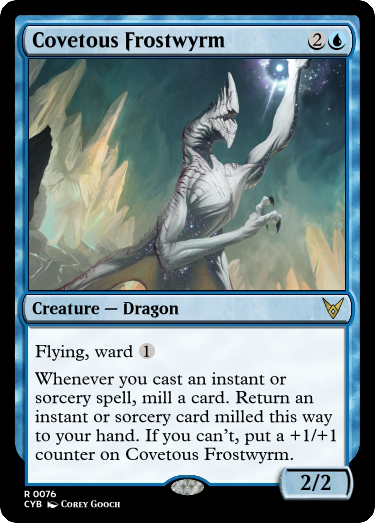 Covetous Frostwyrm 2
Creature — Dragon
Flying, ward 1
Whenever you cast an instant or
sorcery spell, mill a card. Return an
instant or sorcery card milled this way
to your hand. If you can't, put a +1/+1
counter on Covetous Frostwyrm.
2/2
R 0076
CYB Corey Gooch